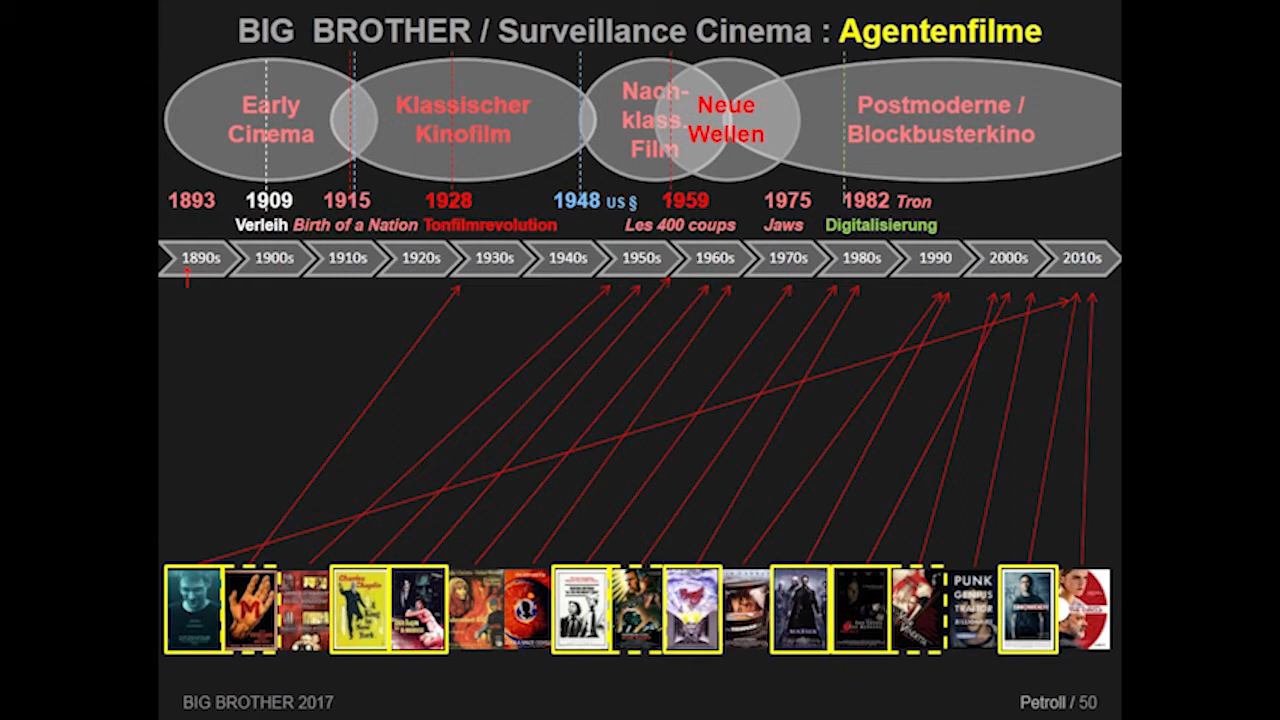 BIG BROTHER / Surveillance Cinema : Agentenfilme
Early
Cinema
Klassischer
Kinofilm
Nach-
klass.
Film
Neue
Wellen
Postmoderne /
Blockbusterkino
1893 1909 1915 1928 1948 US § 1959 1975 1982 Tron
Verleih Birth of a Nation Tonfilmrevolution Les 400 coups Jaws Digitalisierung
1890s 1900s 1910s 1920s 1930s 1940s 1950s 1960s 1970s 1980s 1990 2000s 2010s
M
Charles
Chaplin
PUNK
GENIUS
TRAITOR
BILLIONAIRE
BIG BROTHER 2017
Petroll / 50